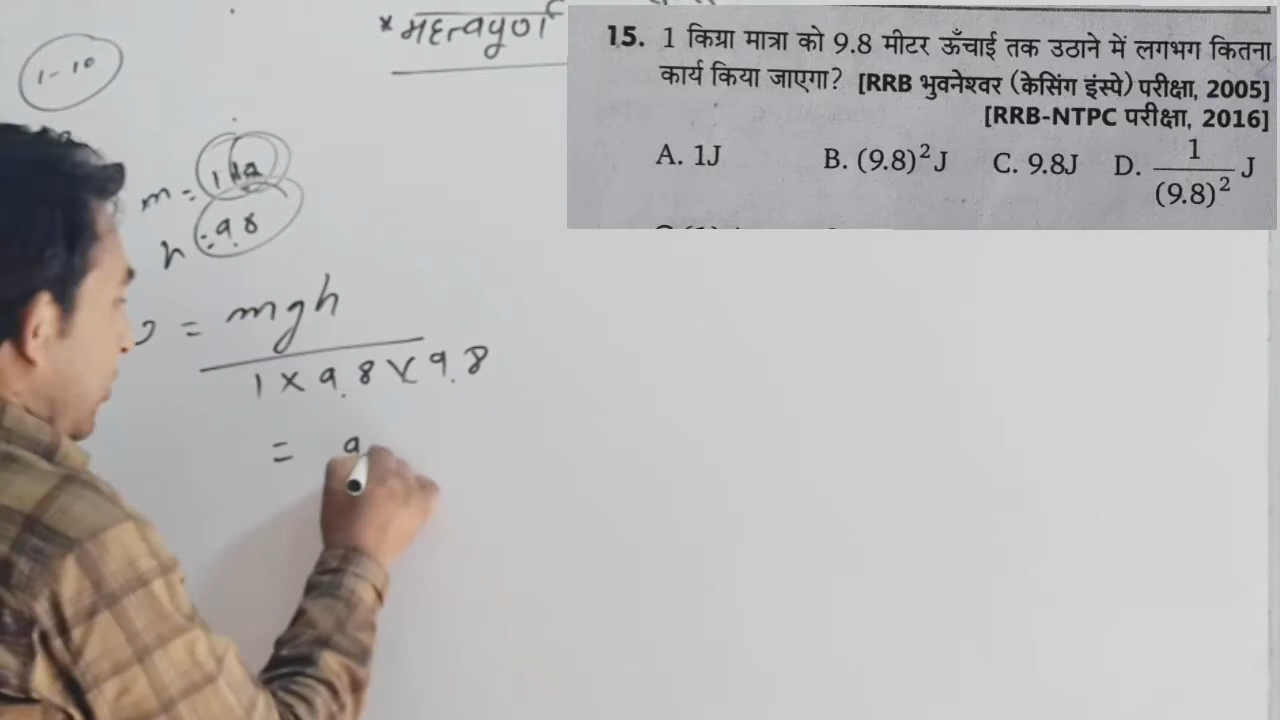 *महत्वपूर्ण
1-10
m =
h = 9.8
= mgh
1 × 9.8 × 9.8
= 9
15. 1 किग्रा मात्रा को 9.8 मीटर ऊँचाई तक उठाने में लगभग कितना
कार्य किया जाएगा? [RRB भुवनेश्वर (केसिंग इंस्पे) परीक्षा, 2005]
[RRB-NTPC परीक्षा, 2016]
A. 1J B. (9.8)² J C. 9.8J D. 1/(9.8)² J